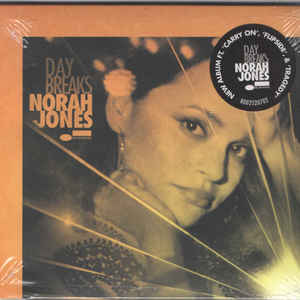 DAY
BREAKS
NORAH
JONES
NEW ALBUM FT. "CARRY ON", "FLIPSIDE", & "TRAGEDY"
DAY
BREAKS
NORAH
JONES